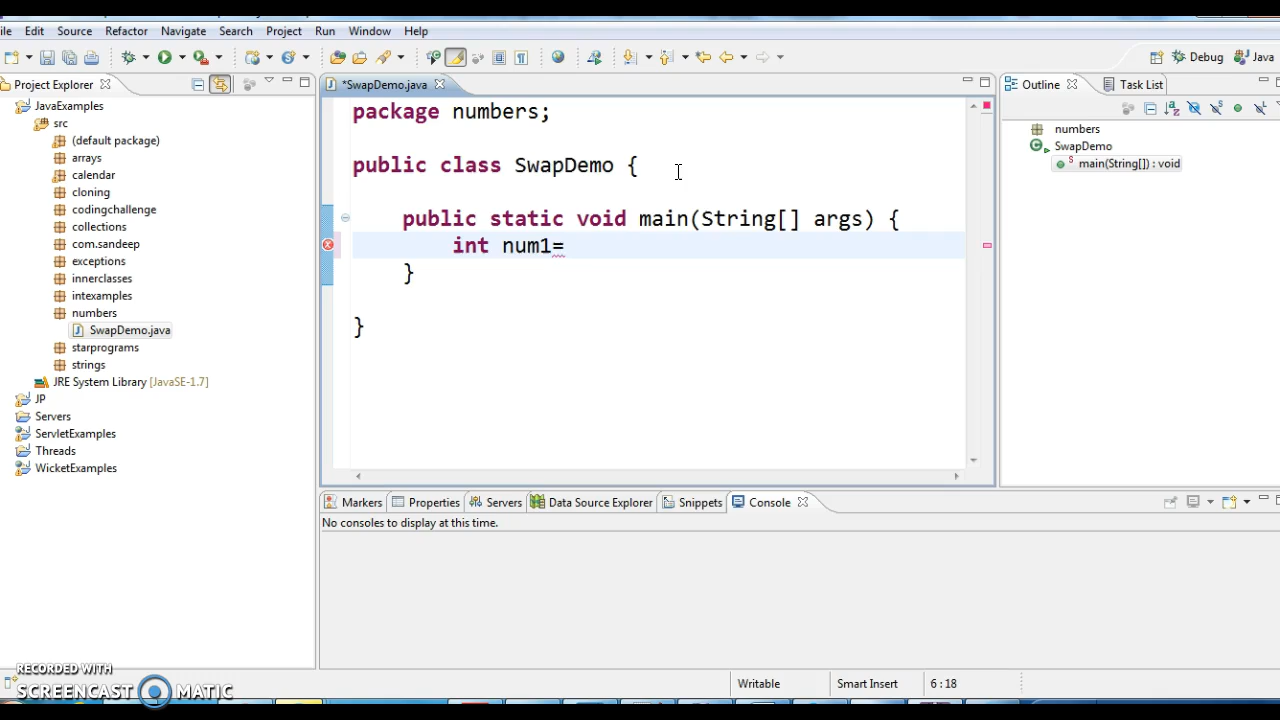 ile Edit Source Refactor Navigate Search Project Run Window Help
Debug Java
Project Explorer
*SwapDemo.java
Outline Task List
JavaExamples
src
(default package)
arrays
calendar
cloning
codingchallenge
collections
com.sandeep
exceptions
innerclasses
intexamples
numbers
SwapDemo.java
starprograms
strings
JRE System Library [JavaSE-1.7]
JP
Servers
ServletExamples
Threads
WicketExamples
package numbers;
public class SwapDemo {
public static void main(String[] args) {
int num1=
}
}
numbers
SwapDemo
main(String[]) : void
Markers Properties Servers Data Source Explorer Snippets Console
No consoles to display at this time.
Writable Smart Insert 6 : 18
RECORDED WITH
SCREENCAST MATIC